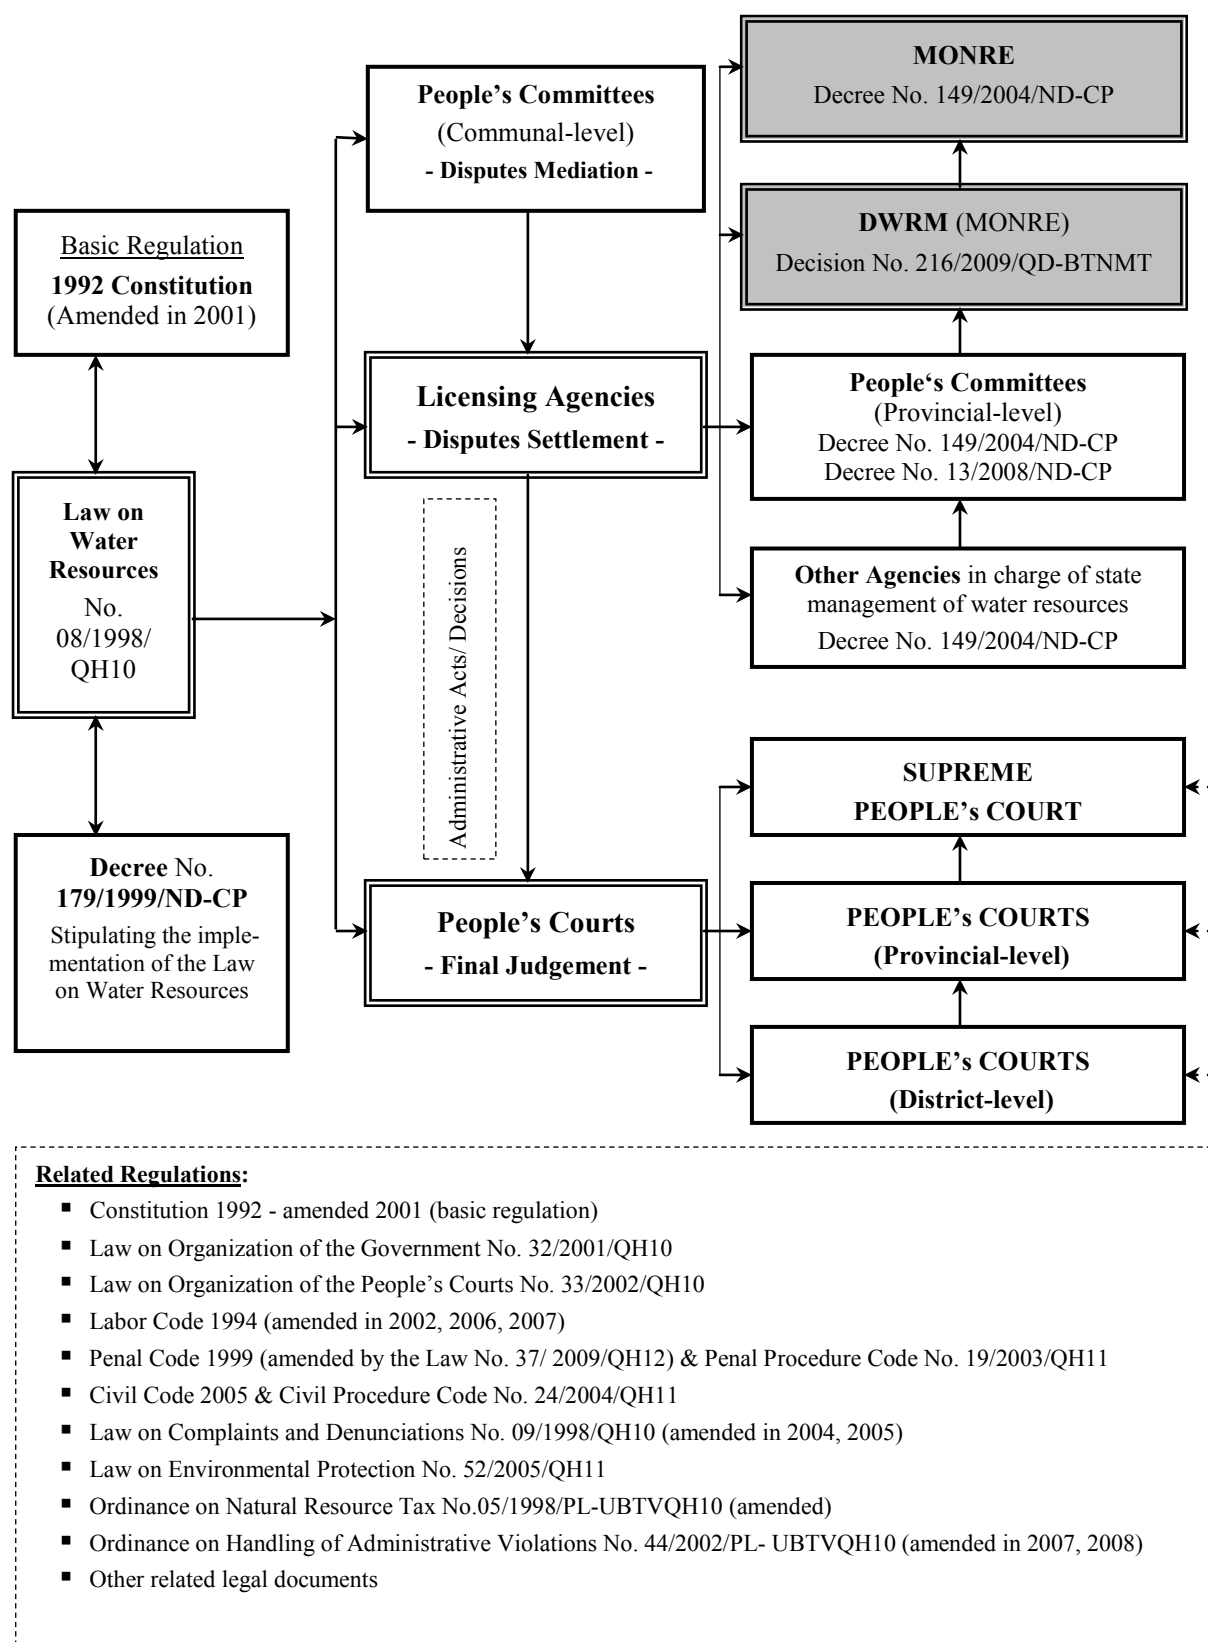 Basic Regulation
1992 Constitution
(Amended in 2001)
Law on
Water
Resources
No.
08/1998/
QH10
Decree No.
179/1999/ND-CP
Stipulating the imple-
mentation of the Law
on Water Resources
People’s Committees
(Communal-level)
- Disputes Mediation -
Licensing Agencies
- Disputes Settlement -
Administrative Acts/ Decisions
People’s Courts
- Final Judgement -
MONRE
Decree No. 149/2004/ND-CP
DWRM (MONRE)
Decision No. 216/2009/QD-BTNMT
People‘s Committees
(Provincial-level)
Decree No. 149/2004/ND-CP
Decree No. 13/2008/ND-CP
Other Agencies in charge of state
management of water resources
Decree No. 149/2004/ND-CP
SUPREME
PEOPLE’s COURT
PEOPLE’s COURTS
(Provincial-level)
PEOPLE’s COURTS
(District-level)
Related Regulations:
▪ Constitution 1992 - amended 2001 (basic regulation)
▪ Law on Organization of the Government No. 32/2001/QH10
▪ Law on Organization of the People’s Courts No. 33/2002/QH10
▪ Labor Code 1994 (amended in 2002, 2006, 2007)
▪ Penal Code 1999 (amended by the Law No. 37/ 2009/QH12) & Penal Procedure Code No. 19/2003/QH11
▪ Civil Code 2005 & Civil Procedure Code No. 24/2004/QH11
▪ Law on Complaints and Denunciations No. 09/1998/QH10 (amended in 2004, 2005)
▪ Law on Environmental Protection No. 52/2005/QH11
▪ Ordinance on Natural Resource Tax No.05/1998/PL-UBTVQH10 (amended)
▪ Ordinance on Handling of Administrative Violations No. 44/2002/PL- UBTVQH10 (amended in 2007, 2008)
▪ Other related legal documents